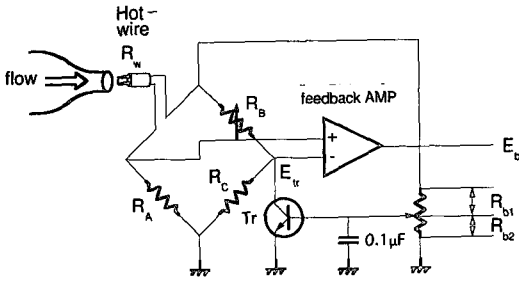 Hot-
wire
R_w
flow
R_B
feedback AMP
+
-
E_b
R_A
R_C
E_tr
Tr
0.1μF
R_b1
R_b2